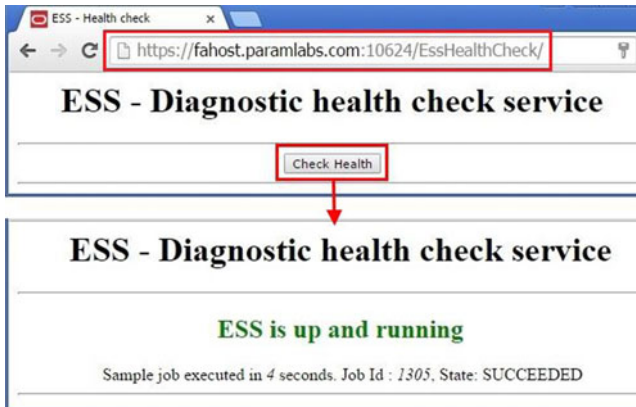 ESS - Health check
https://fahost.paramlabs.com:10624/EssHealthCheck/
ESS - Diagnostic health check service
Check Health
ESS - Diagnostic health check service
ESS is up and running
Sample job executed in 4 seconds. Job Id : 1305, State: SUCCEEDED